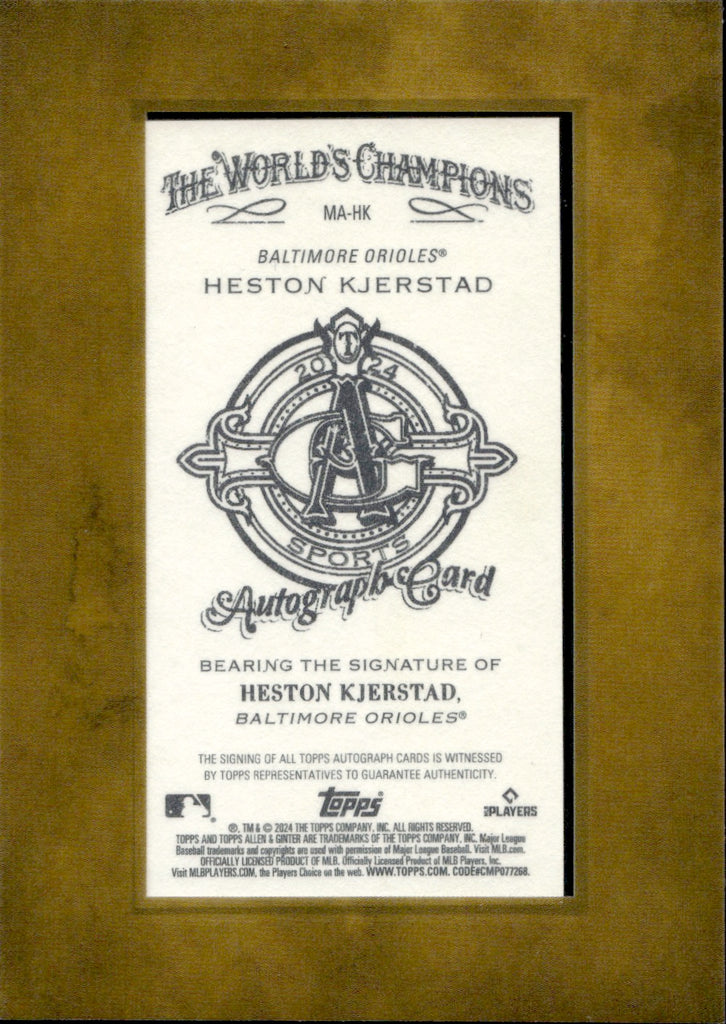 THE WORLD'S CHAMPIONS
MA-HK
BALTIMORE ORIOLES®
HESTON KJERSTAD
T
20 24
A&G
SPORTS
Autograph Card
BEARING THE SIGNATURE OF
HESTON KJERSTAD,
BALTIMORE ORIOLES®
THE SIGNING OF ALL TOPPS AUTOGRAPH CARDS IS WITNESSED
BY TOPPS REPRESENTATIVES TO GUARANTEE AUTHENTICITY.
Topps
PLAYERS
®, TM & © 2024 THE TOPPS COMPANY, INC. ALL RIGHTS RESERVED.
TOPPS AND TOPPS ALLEN & GINTER ARE TRADEMARKS OF THE TOPPS COMPANY, INC. Major League
Baseball trademarks and copyrights are used with permission of Major League Baseball. Visit MLB.com.
OFFICIALLY LICENSED PRODUCT OF MLB. Officially Licensed Product of MLB Players, Inc.
Visit MLBPLAYERS.COM, the Players Choice on the web. WWW.TOPPS.COM. CODE#CMP077268.